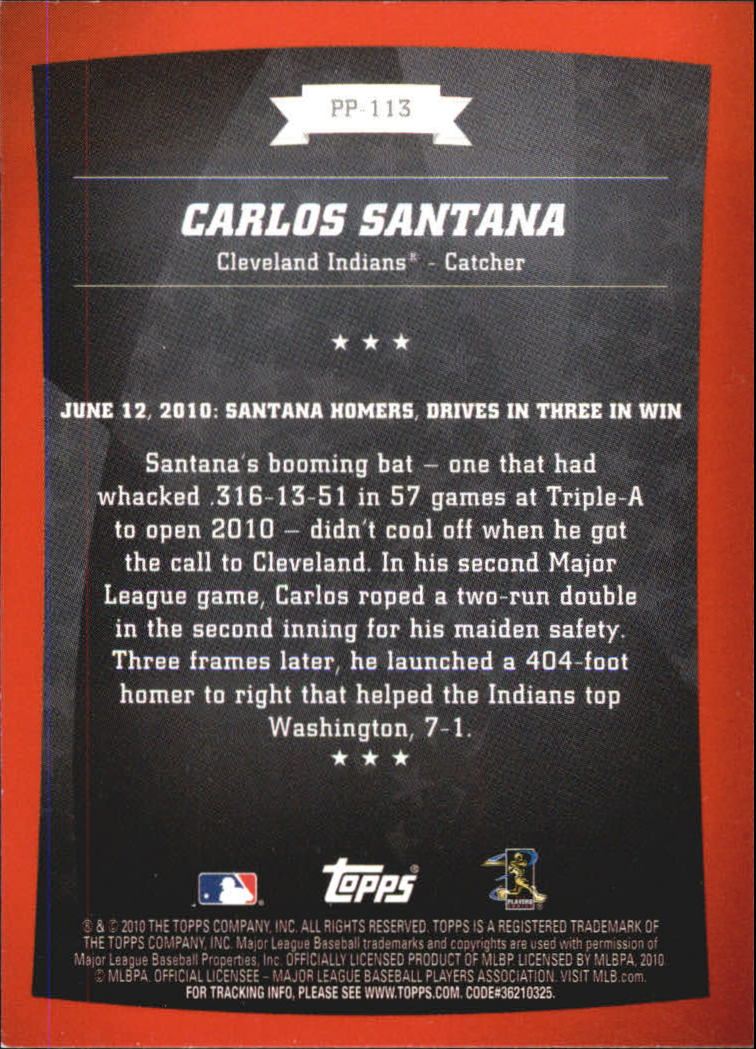 PP-113
CARLOS SANTANA
Cleveland Indians® - Catcher
JUNE 12, 2010: SANTANA HOMERS, DRIVES IN THREE IN WIN
Santana's booming bat – one that had
whacked .316-13-51 in 57 games at Triple-A
to open 2010 – didn't cool off when he got
the call to Cleveland. In his second Major
League game, Carlos roped a two-run double
in the second inning for his maiden safety.
Three frames later, he launched a 404-foot
homer to right that helped the Indians top
Washington, 7-1.
Topps®
PLAYERS
® & © 2010 THE TOPPS COMPANY, INC. ALL RIGHTS RESERVED. TOPPS IS A REGISTERED TRADEMARK OF
THE TOPPS COMPANY, INC. Major League Baseball trademarks and copyrights are used with permission of
Major League Baseball Properties, Inc. OFFICIALLY LICENSED PRODUCT OF MLBP. LICENSED BY MLBPA, 2010
© MLBPA. OFFICIAL LICENSEE – MAJOR LEAGUE BASEBALL PLAYERS ASSOCIATION. VISIT MLB.com.
FOR TRACKING INFO, PLEASE SEE WWW.TOPPS.COM. CODE#36210325.